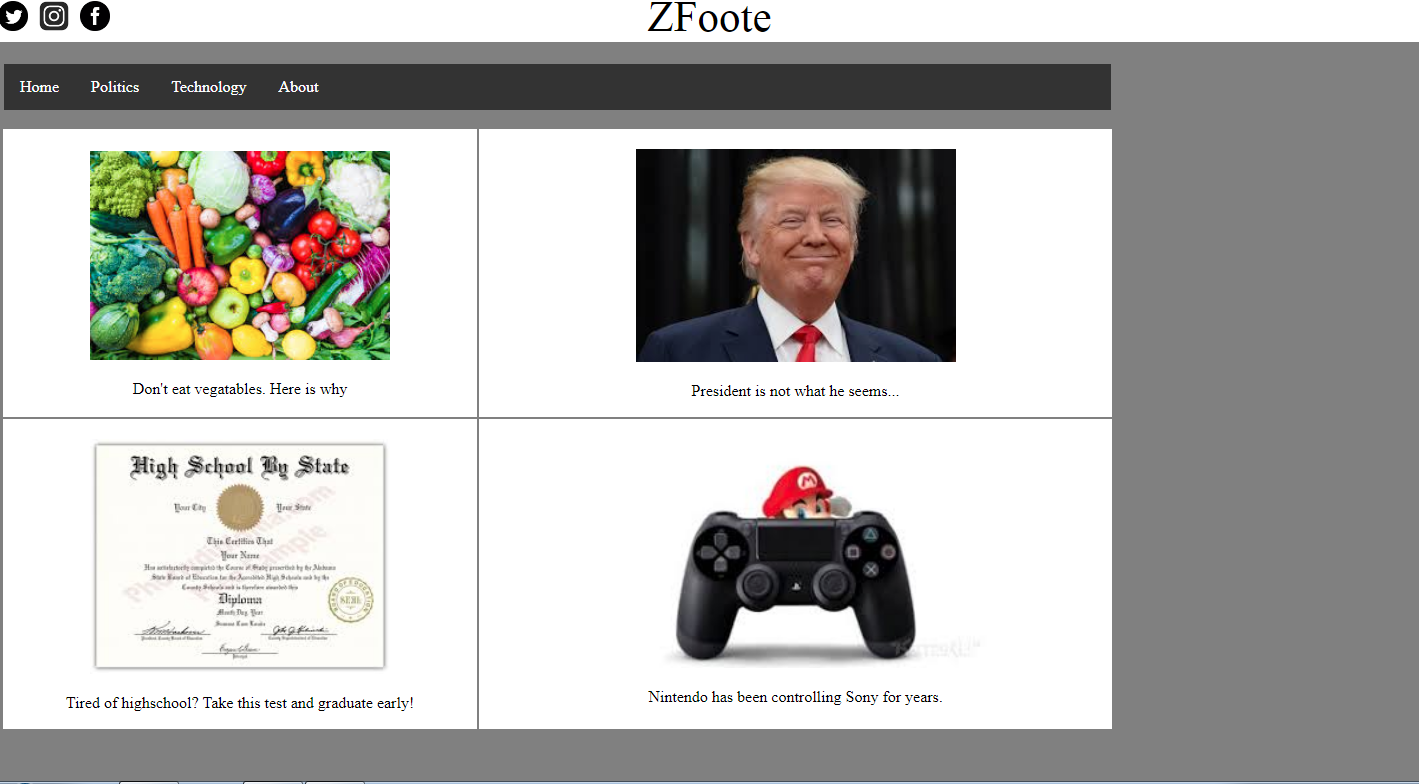 ZFoote
Home Politics Technology About
Don't eat vegatables. Here is why
President is not what he seems...
High School By State
Your City Your State
This Certifies That
Your Name
Has satisfactorily completed the Course of Study prescribed by the Alabama
State Board of Education for the Accredited High Schools and by the
County Schools and is therefore awarded this
Diploma
Month Day, Year
SEAL
Principal
Tired of highschool? Take this test and graduate early!
M
Nintendo has been controlling Sony for years.